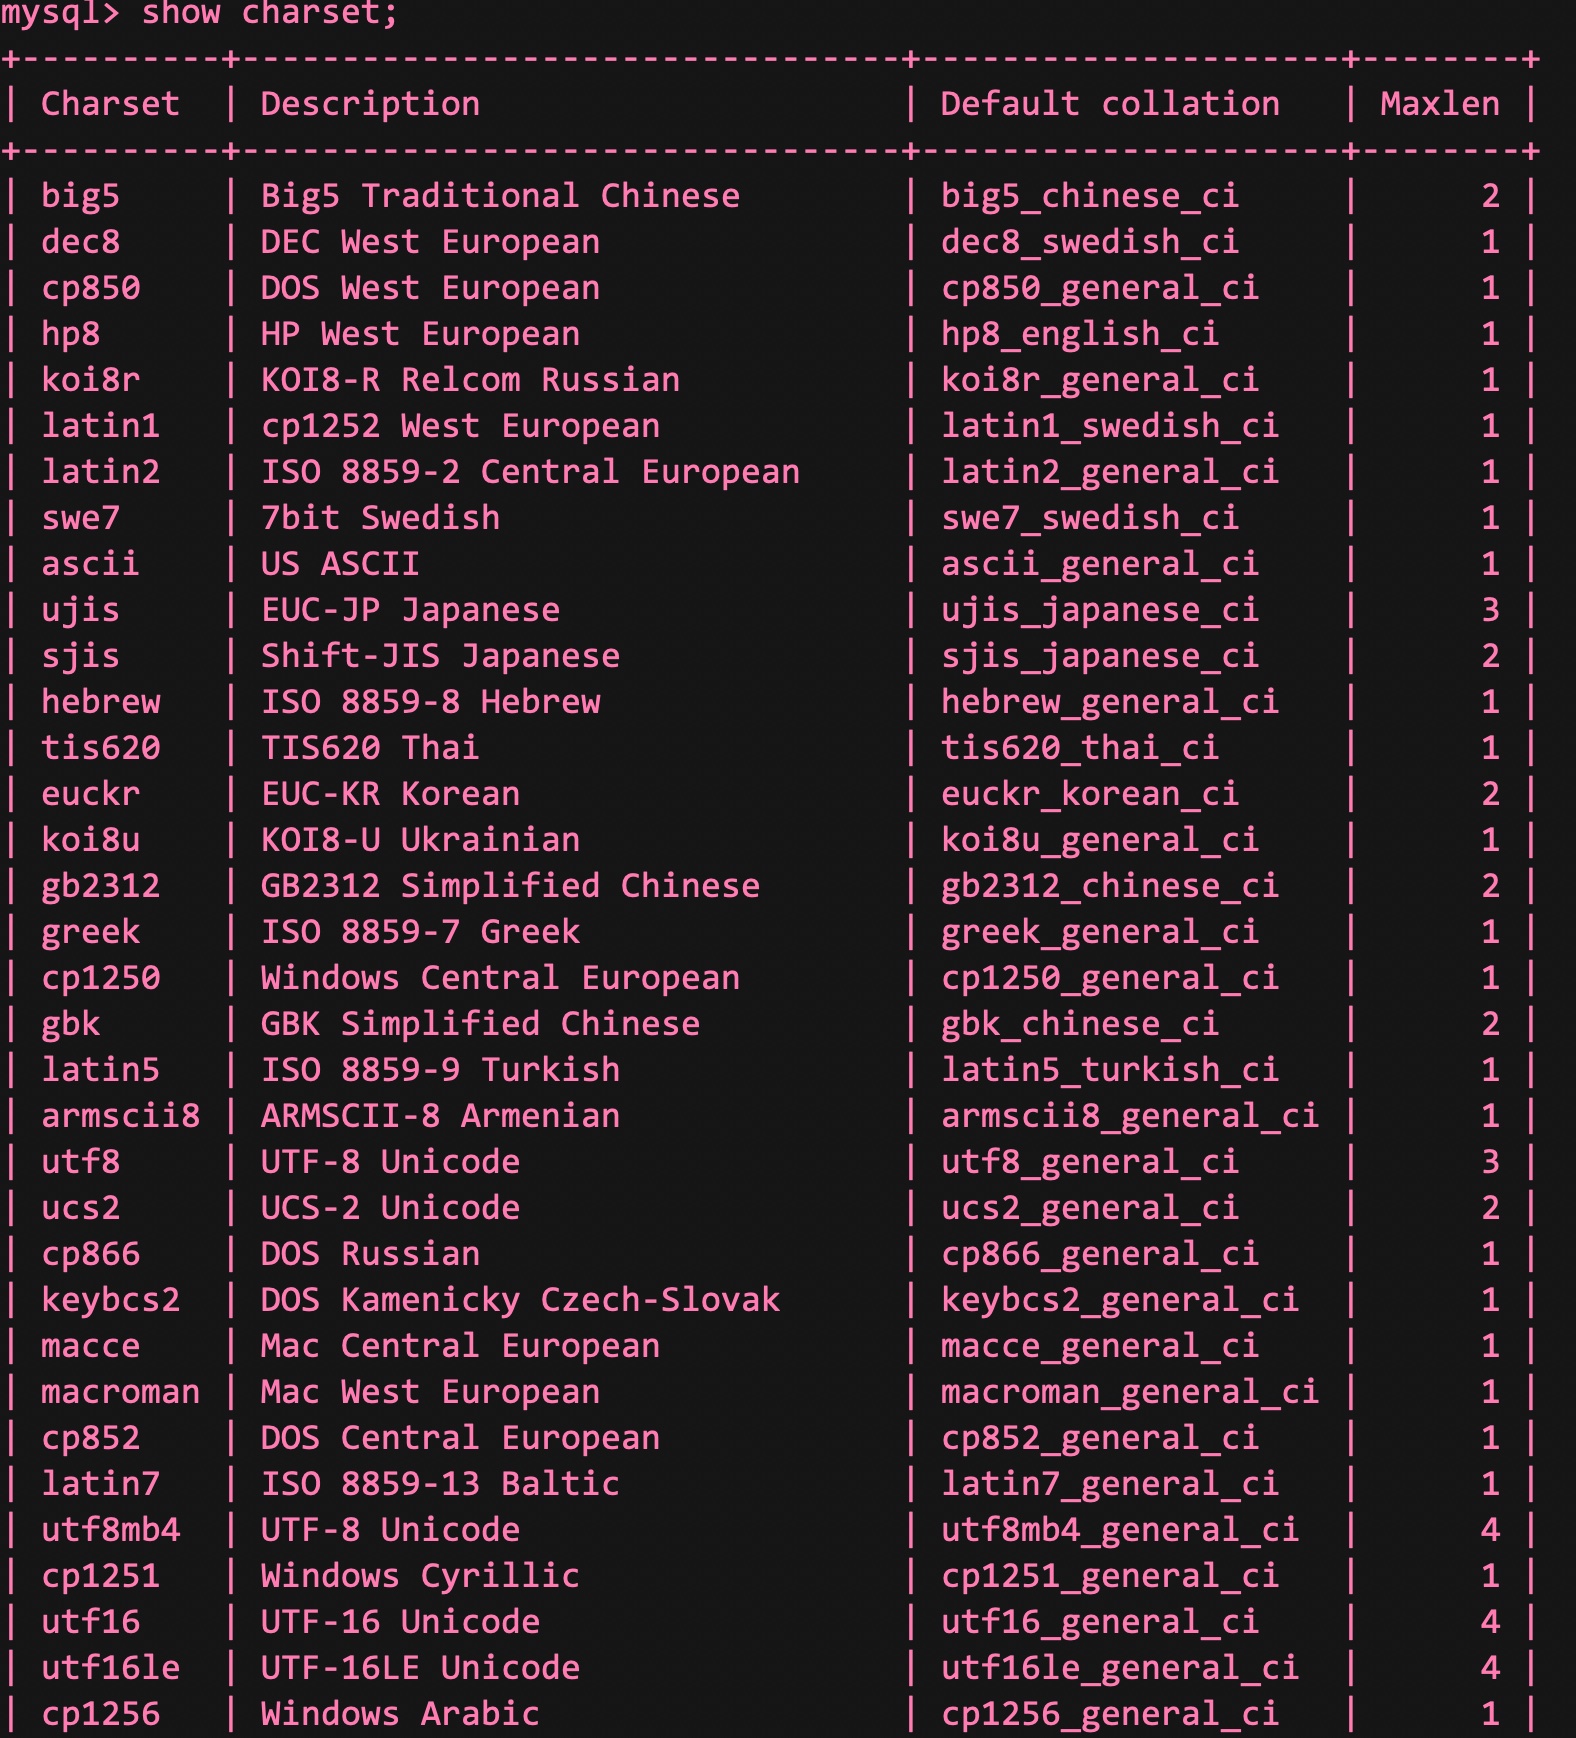 mysql> show charset;
+----------+---------------------------------+---------------------+--------+
| Charset  | Description                     | Default collation   | Maxlen |
+----------+---------------------------------+---------------------+--------+
| big5     | Big5 Traditional Chinese        | big5_chinese_ci     |      2 |
| dec8     | DEC West European               | dec8_swedish_ci     |      1 |
| cp850    | DOS West European               | cp850_general_ci    |      1 |
| hp8      | HP West European                | hp8_english_ci      |      1 |
| koi8r    | KOI8-R Relcom Russian           | koi8r_general_ci    |      1 |
| latin1   | cp1252 West European            | latin1_swedish_ci   |      1 |
| latin2   | ISO 8859-2 Central European     | latin2_general_ci   |      1 |
| swe7     | 7bit Swedish                    | swe7_swedish_ci     |      1 |
| ascii    | US ASCII                        | ascii_general_ci    |      1 |
| ujis     | EUC-JP Japanese                 | ujis_japanese_ci    |      3 |
| sjis     | Shift-JIS Japanese              | sjis_japanese_ci    |      2 |
| hebrew   | ISO 8859-8 Hebrew               | hebrew_general_ci   |      1 |
| tis620   | TIS620 Thai                     | tis620_thai_ci      |      1 |
| euckr    | EUC-KR Korean                   | euckr_korean_ci     |      2 |
| koi8u    | KOI8-U Ukrainian                | koi8u_general_ci    |      1 |
| gb2312   | GB2312 Simplified Chinese       | gb2312_chinese_ci   |      2 |
| greek    | ISO 8859-7 Greek                | greek_general_ci    |      1 |
| cp1250   | Windows Central European        | cp1250_general_ci   |      1 |
| gbk      | GBK Simplified Chinese          | gbk_chinese_ci      |      2 |
| latin5   | ISO 8859-9 Turkish              | latin5_turkish_ci   |      1 |
| armscii8 | ARMSCII-8 Armenian              | armscii8_general_ci |      1 |
| utf8     | UTF-8 Unicode                   | utf8_general_ci     |      3 |
| ucs2     | UCS-2 Unicode                   | ucs2_general_ci     |      2 |
| cp866    | DOS Russian                     | cp866_general_ci    |      1 |
| keybcs2  | DOS Kamenicky Czech-Slovak      | keybcs2_general_ci  |      1 |
| macce    | Mac Central European            | macce_general_ci    |      1 |
| macroman | Mac West European               | macroman_general_ci |      1 |
| cp852    | DOS Central European            | cp852_general_ci    |      1 |
| latin7   | ISO 8859-13 Baltic              | latin7_general_ci   |      1 |
| utf8mb4  | UTF-8 Unicode                   | utf8mb4_general_ci  |      4 |
| cp1251   | Windows Cyrillic                | cp1251_general_ci   |      1 |
| utf16    | UTF-16 Unicode                  | utf16_general_ci    |      4 |
| utf16le  | UTF-16LE Unicode                | utf16le_general_ci  |      4 |
| cp1256   | Windows Arabic                  | cp1256_general_ci   |      1 |